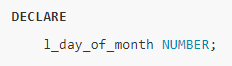 DECLARE
l_day_of_month NUMBER;